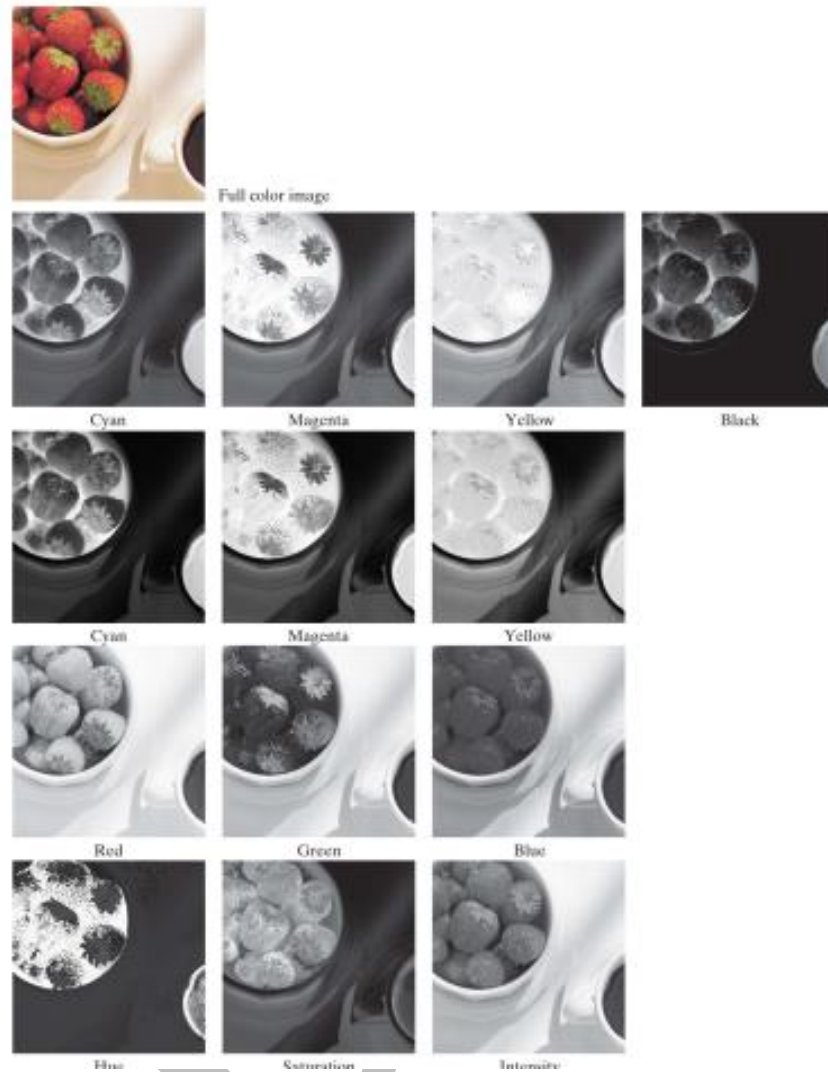 Full color image
Cyan
Magenta
Yellow
Black
Cyan
Magenta
Yellow
Red
Green
Blue
Hue
Saturation
Intensity